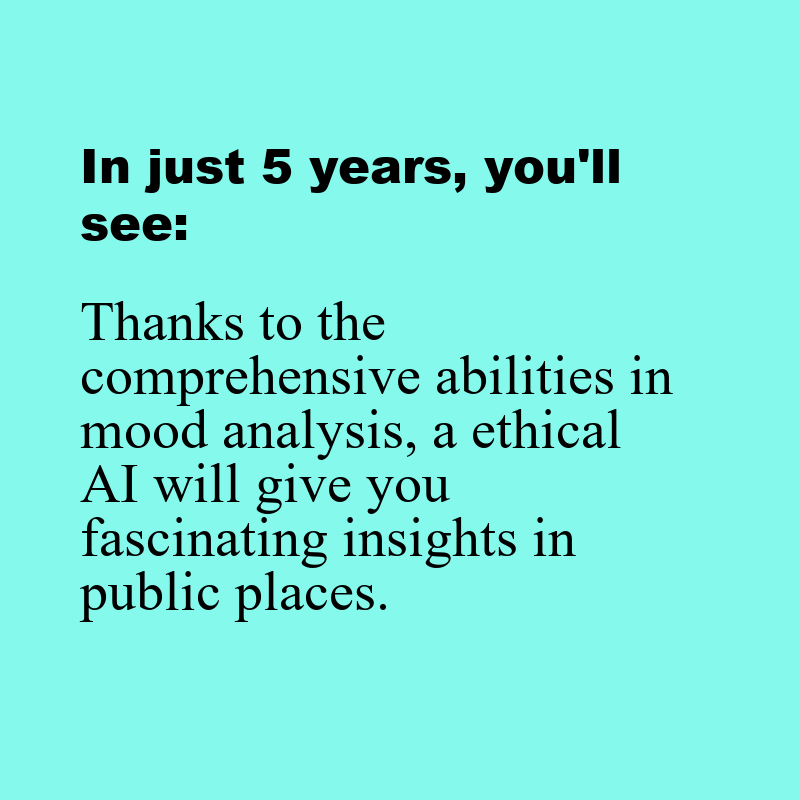 In just 5 years, you'll
see:
Thanks to the
comprehensive abilities in
mood analysis, a ethical
AI will give you
fascinating insights in
public places.